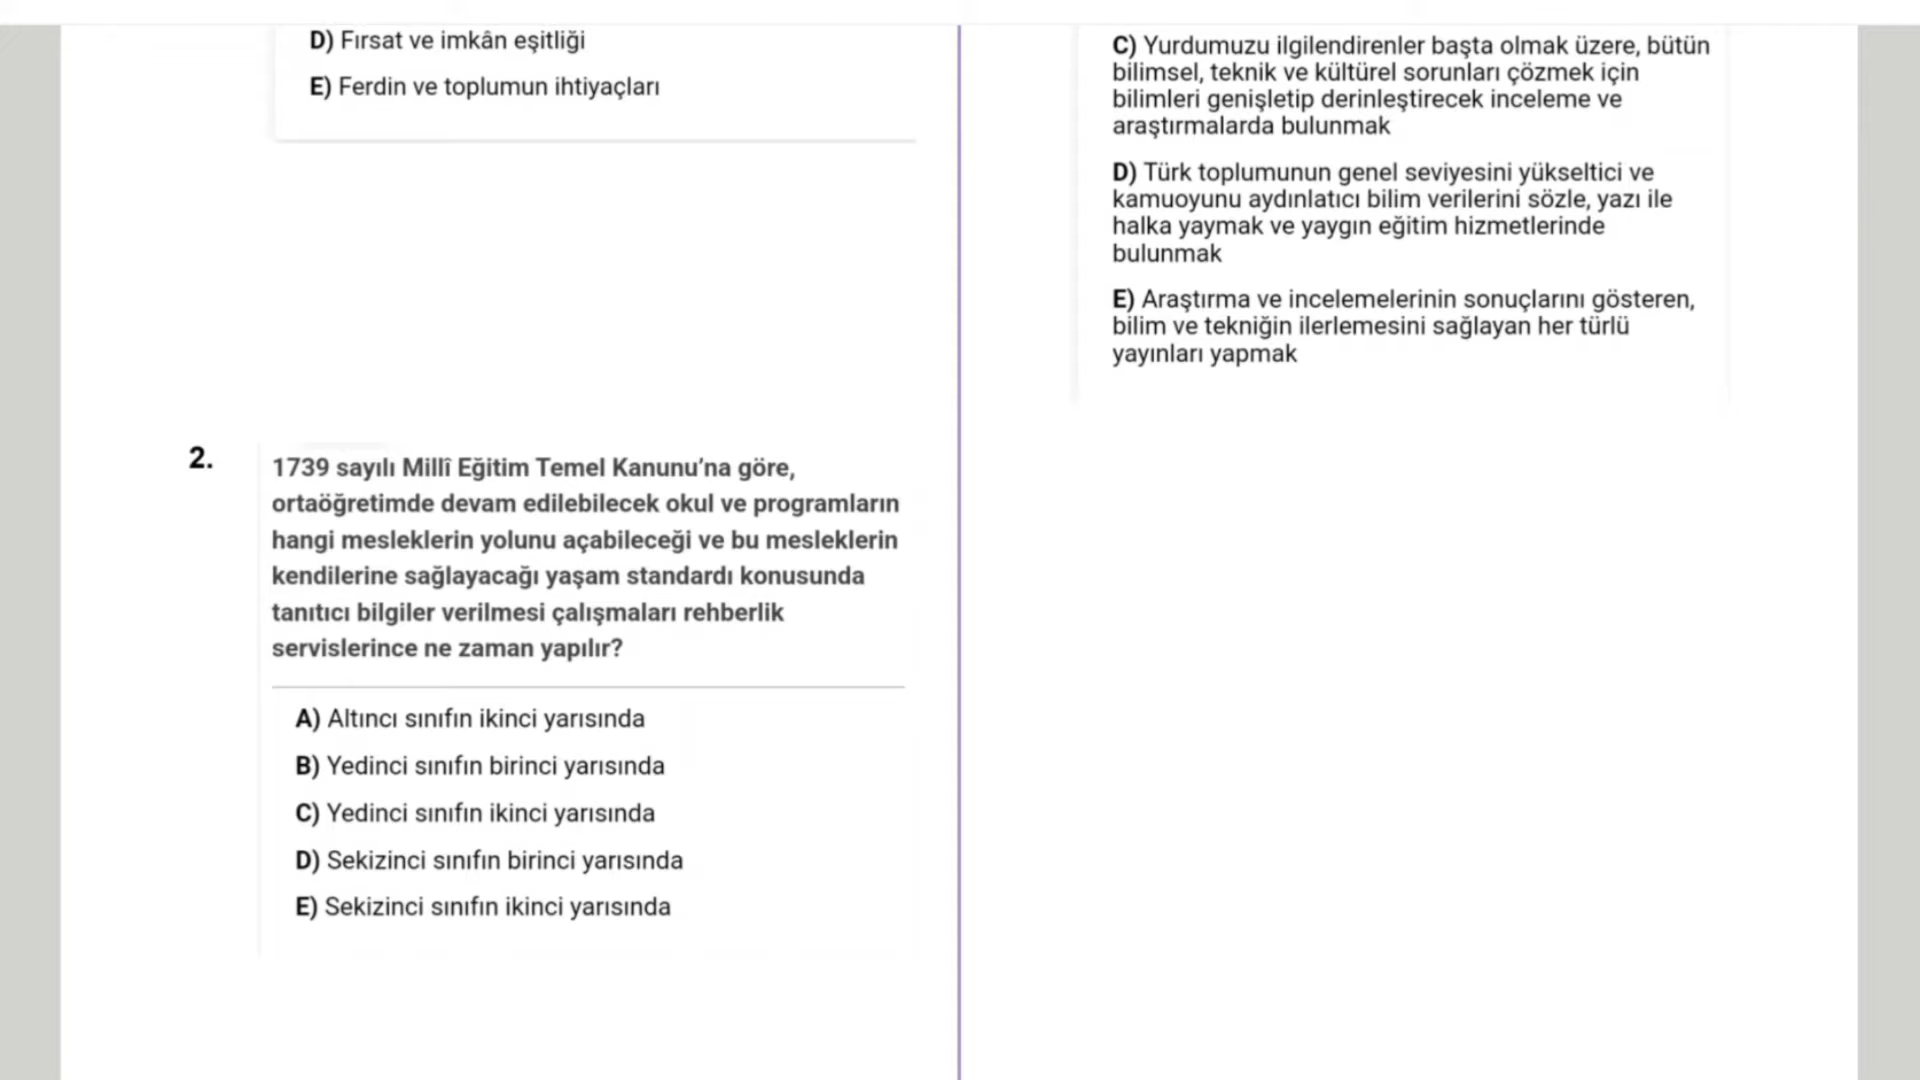 D) Fırsat ve imkân eşitliği
E) Ferdin ve toplumun ihtiyaçları
2.
1739 sayılı Millî Eğitim Temel Kanunu’na göre,
ortaöğretimde devam edilebilecek okul ve programların
hangi mesleklerin yolunu açabileceği ve bu mesleklerin
kendilerine sağlayacağı yaşam standardı konusunda
tanıtıcı bilgiler verilmesi çalışmaları rehberlik
servislerince ne zaman yapılır?
A) Altıncı sınıfın ikinci yarısında
B) Yedinci sınıfın birinci yarısında
C) Yedinci sınıfın ikinci yarısında
D) Sekizinci sınıfın birinci yarısında
E) Sekizinci sınıfın ikinci yarısında
C) Yurdumuzu ilgilendirenler başta olmak üzere, bütün
bilimsel, teknik ve kültürel sorunları çözmek için
bilimleri genişletip derinleştirecek inceleme ve
araştırmalarda bulunmak
D) Türk toplumunun genel seviyesini yükseltici ve
kamuoyunu aydınlatıcı bilim verilerini sözle, yazı ile
halka yaymak ve yaygın eğitim hizmetlerinde
bulunmak
E) Araştırma ve incelemelerinin sonuçlarını gösteren,
bilim ve tekniğin ilerlemesini sağlayan her türlü
yayınları yapmak